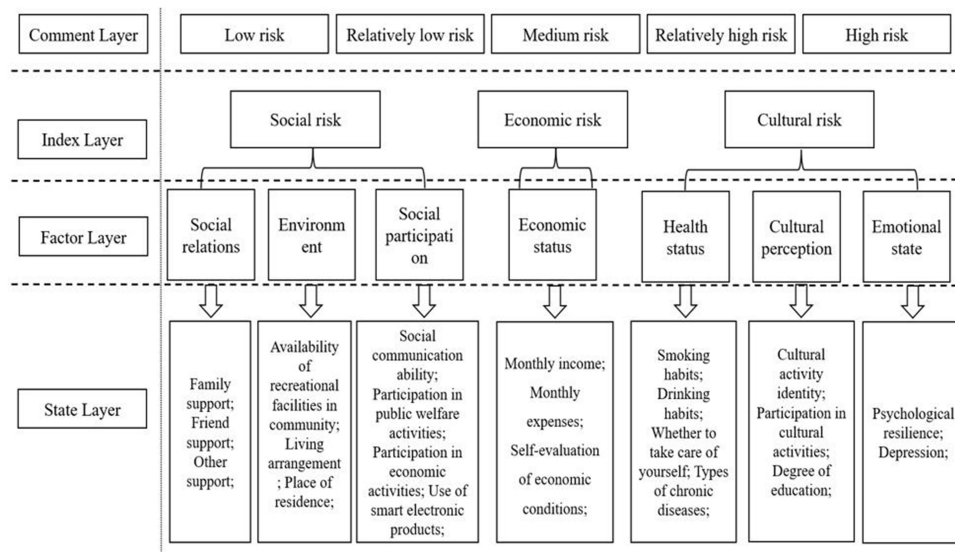 Comment Layer
Low risk
Relatively low risk
Medium risk
Relatively high risk
High risk
Index Layer
Social risk
Economic risk
Cultural risk
Factor Layer
Social
relations
Environm
ent
Social
participati
on
Economic
status
Health
status
Cultural
perception
Emotional
state
State Layer
Family
support;
Friend
support;
Other
support;
Availability
of
recreational
facilities in
community;
Living
arrangement
; Place of
residence;
Social
communication
ability;
Participation in
public welfare
activities;
Participation in
economic
activities; Use of
smart electronic
products;
Monthly income;
Monthly
expenses;
Self-evaluation
of economic
conditions;
Smoking
habits;
Drinking
habits;
Whether to
take care of
yourself; Types
of chronic
diseases;
Cultural
activity
identity;
Participation in
cultural
activities;
Degree of
education;
Psychological
resilience;
Depression;